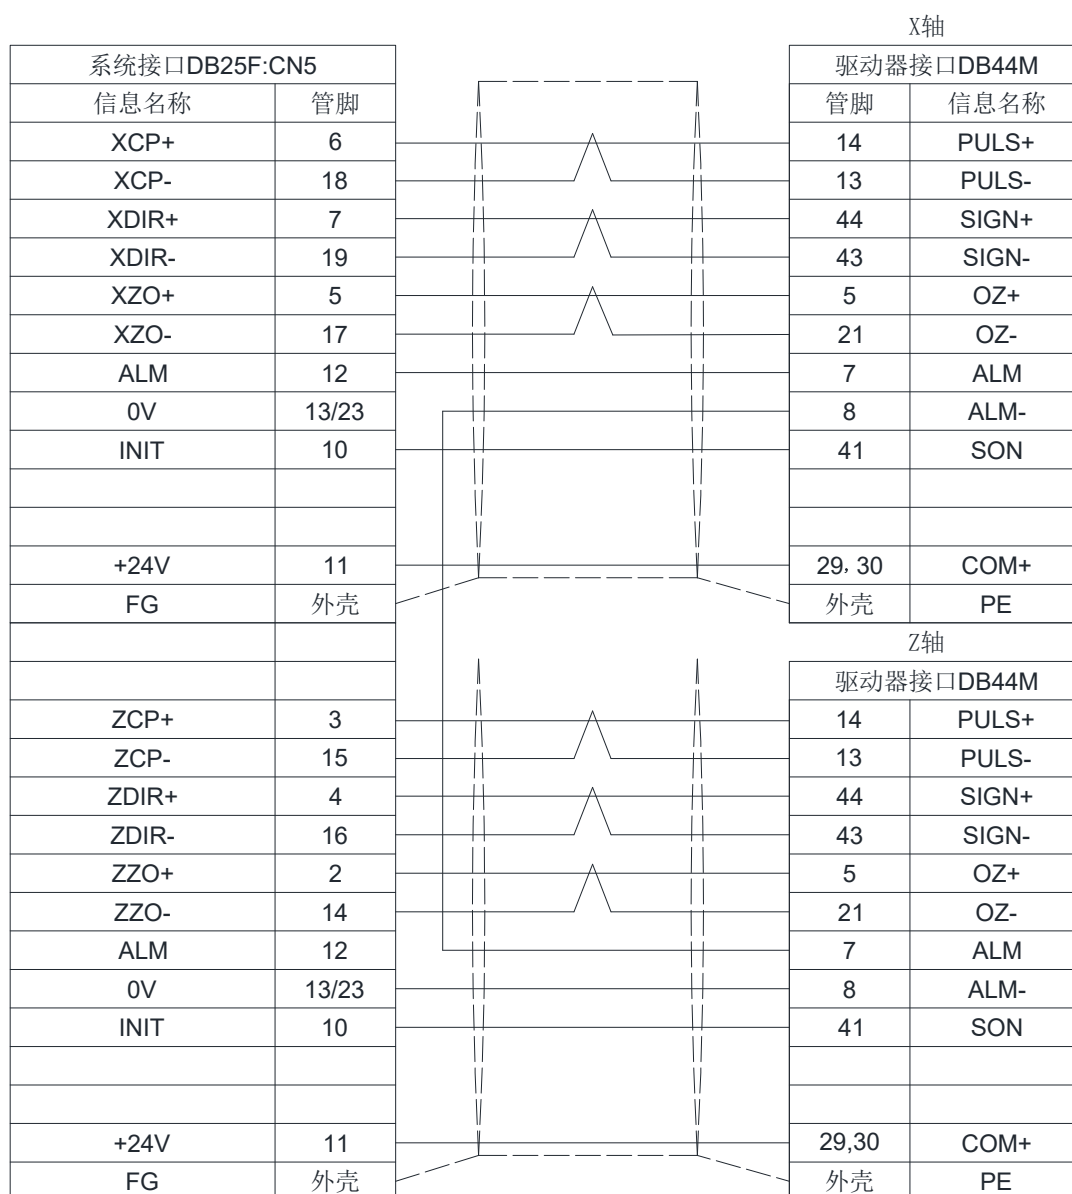 X轴
系统接口DB25F:CN5 驱动器接口DB44M
信息名称 管脚 管脚 信息名称
XCP+ 6 14 PULS+
XCP- 18 13 PULS-
XDIR+ 7 44 SIGN+
XDIR- 19 43 SIGN-
XZO+ 5 5 OZ+
XZO- 17 21 OZ-
ALM 12 7 ALM
0V 13/23 8 ALM-
INIT 10 41 SON
+24V 11 29，30 COM+
FG 外壳 外壳 PE
Z轴
驱动器接口DB44M
ZCP+ 3 14 PULS+
ZCP- 15 13 PULS-
ZDIR+ 4 44 SIGN+
ZDIR- 16 43 SIGN-
ZZO+ 2 5 OZ+
ZZO- 14 21 OZ-
ALM 12 7 ALM
0V 13/23 8 ALM-
INIT 10 41 SON
+24V 11 29,30 COM+
FG 外壳 外壳 PE